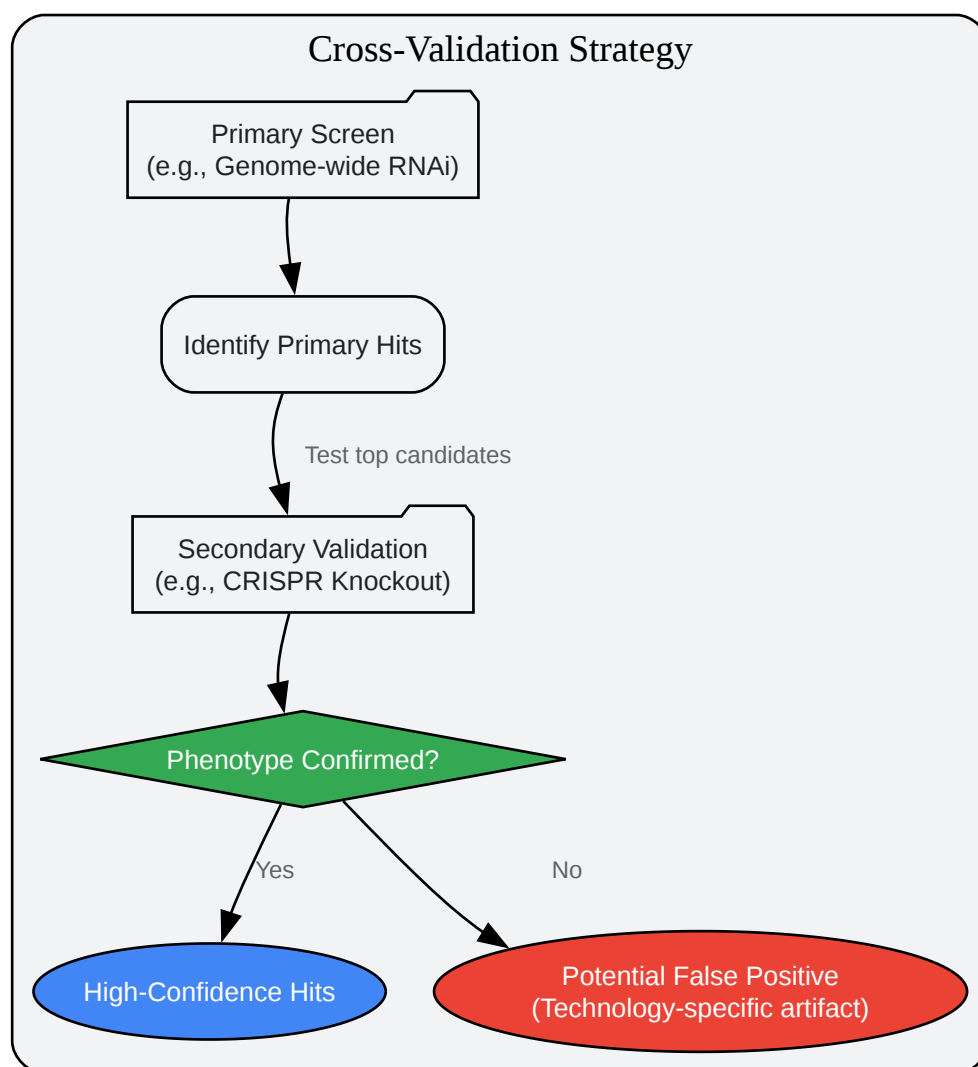 Cross-Validation Strategy
Primary Screen
(e.g., Genome-wide RNAi)
Identify Primary Hits
Test top candidates
Secondary Validation
(e.g., CRISPR Knockout)
Phenotype Confirmed?
Yes
No
High-Confidence Hits
Potential False Positive
(Technology-specific artifact)